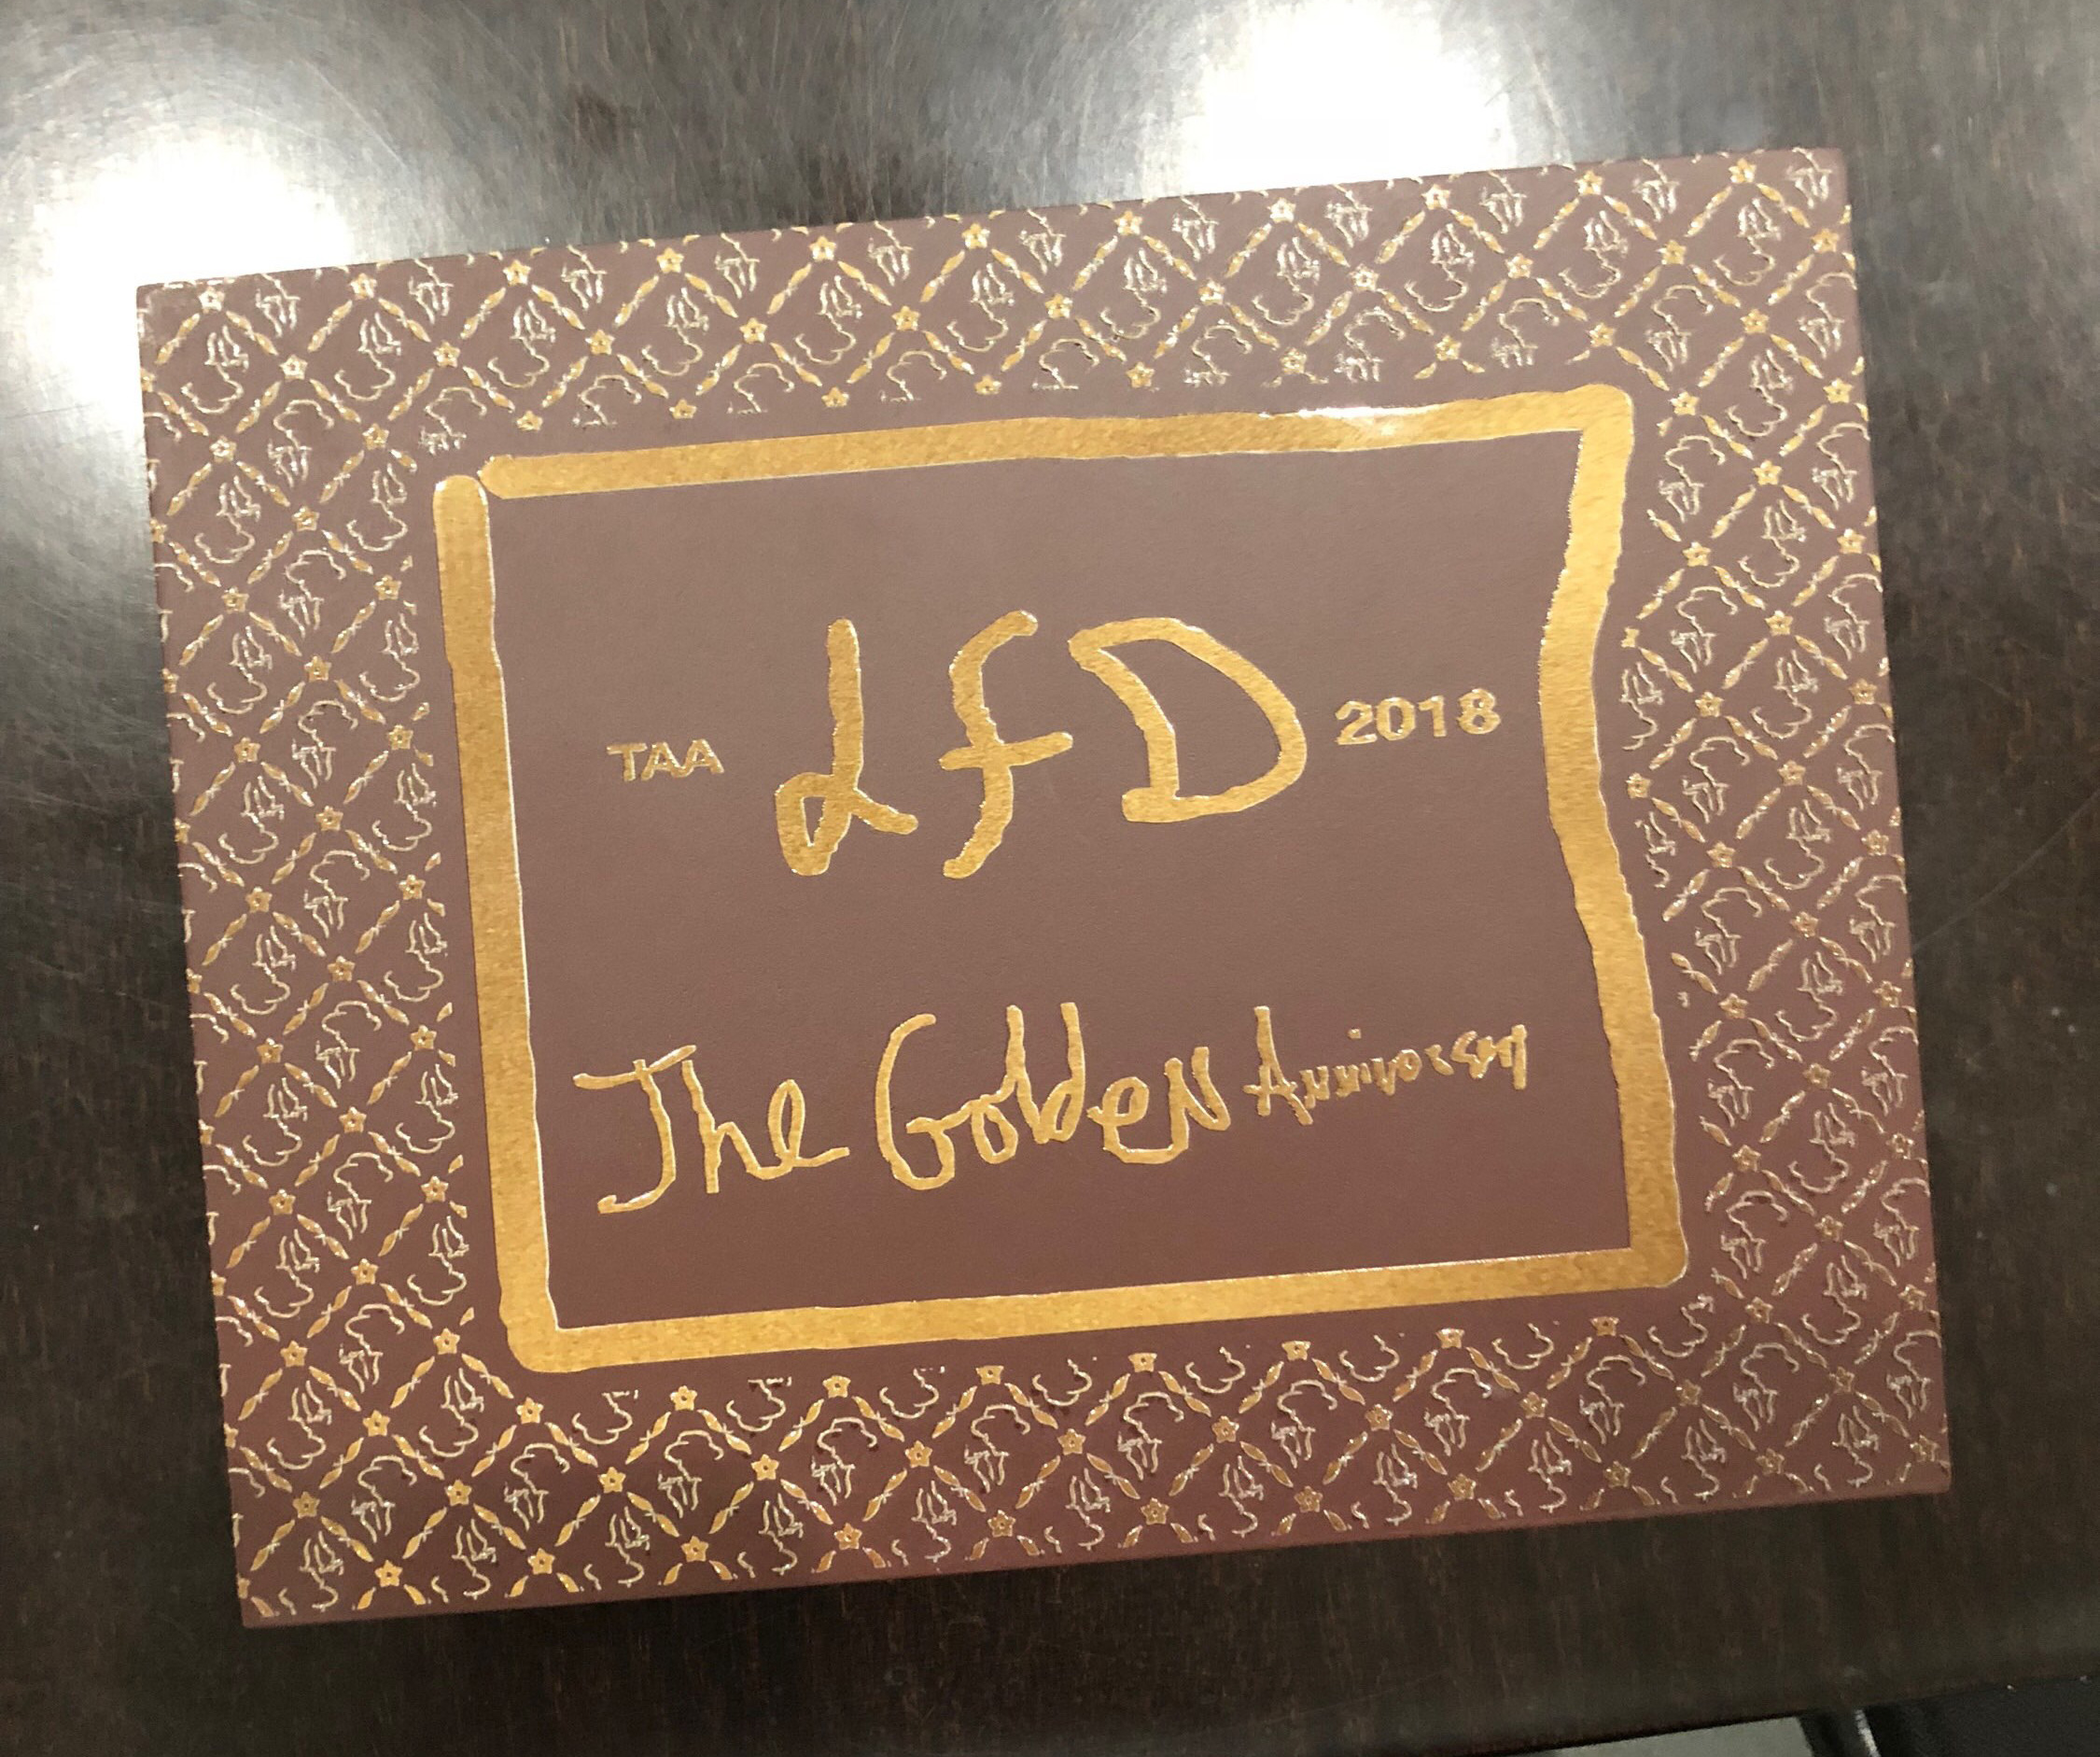 TAA LFD 2018
The Golden Anniversary